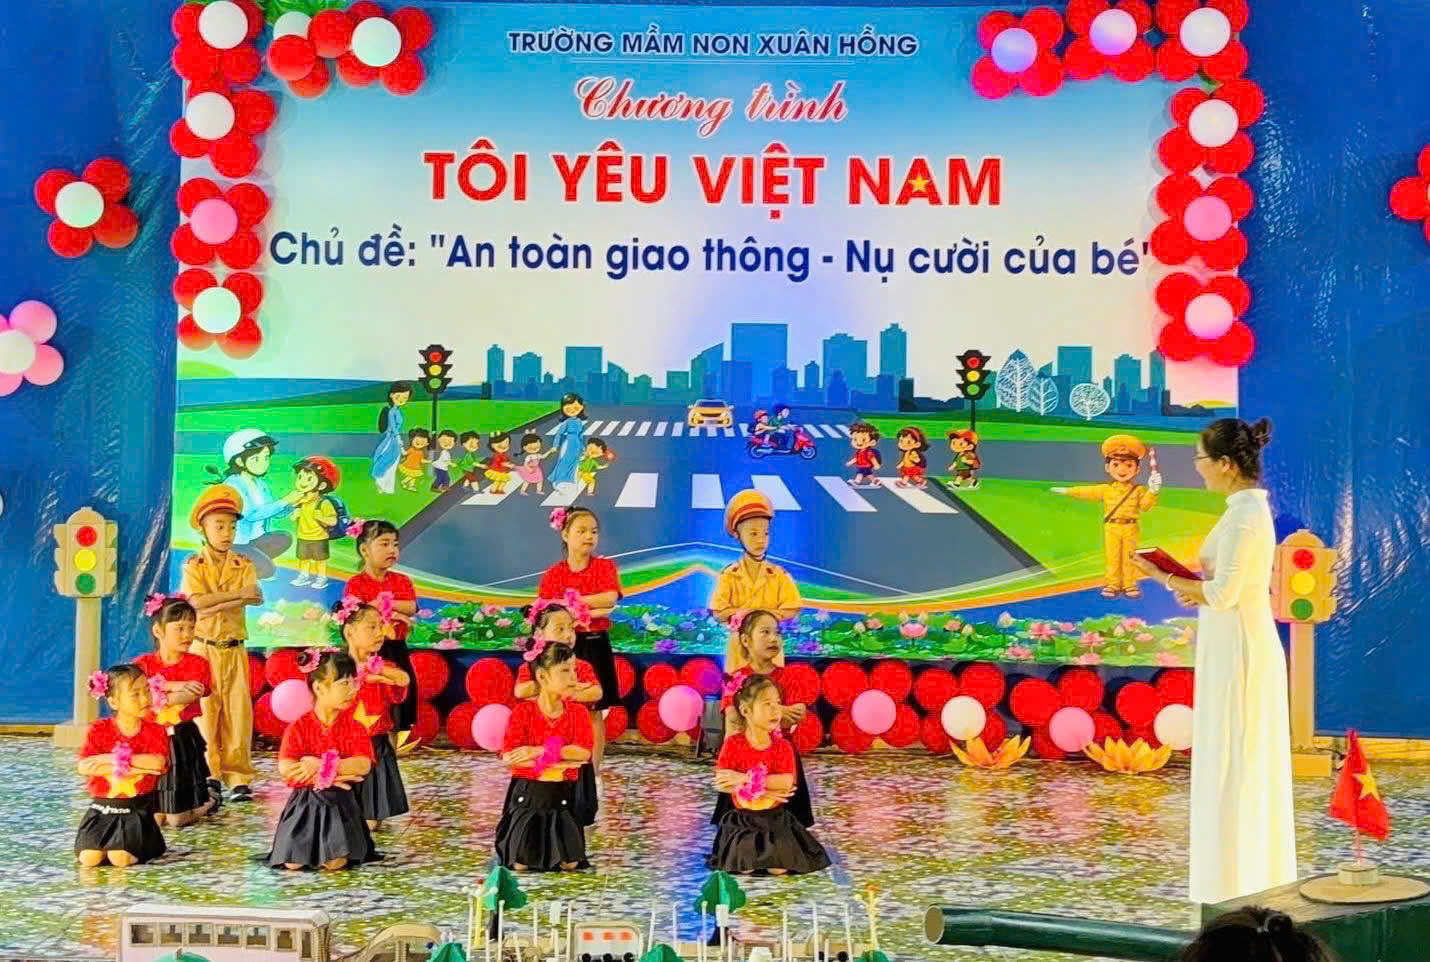 TRƯỜNG MẦM NON XUÂN HỒNG
Chương trình
TÔI YÊU VIỆT NAM
Chủ đề: "An toàn giao thông - Nụ cười của bé"